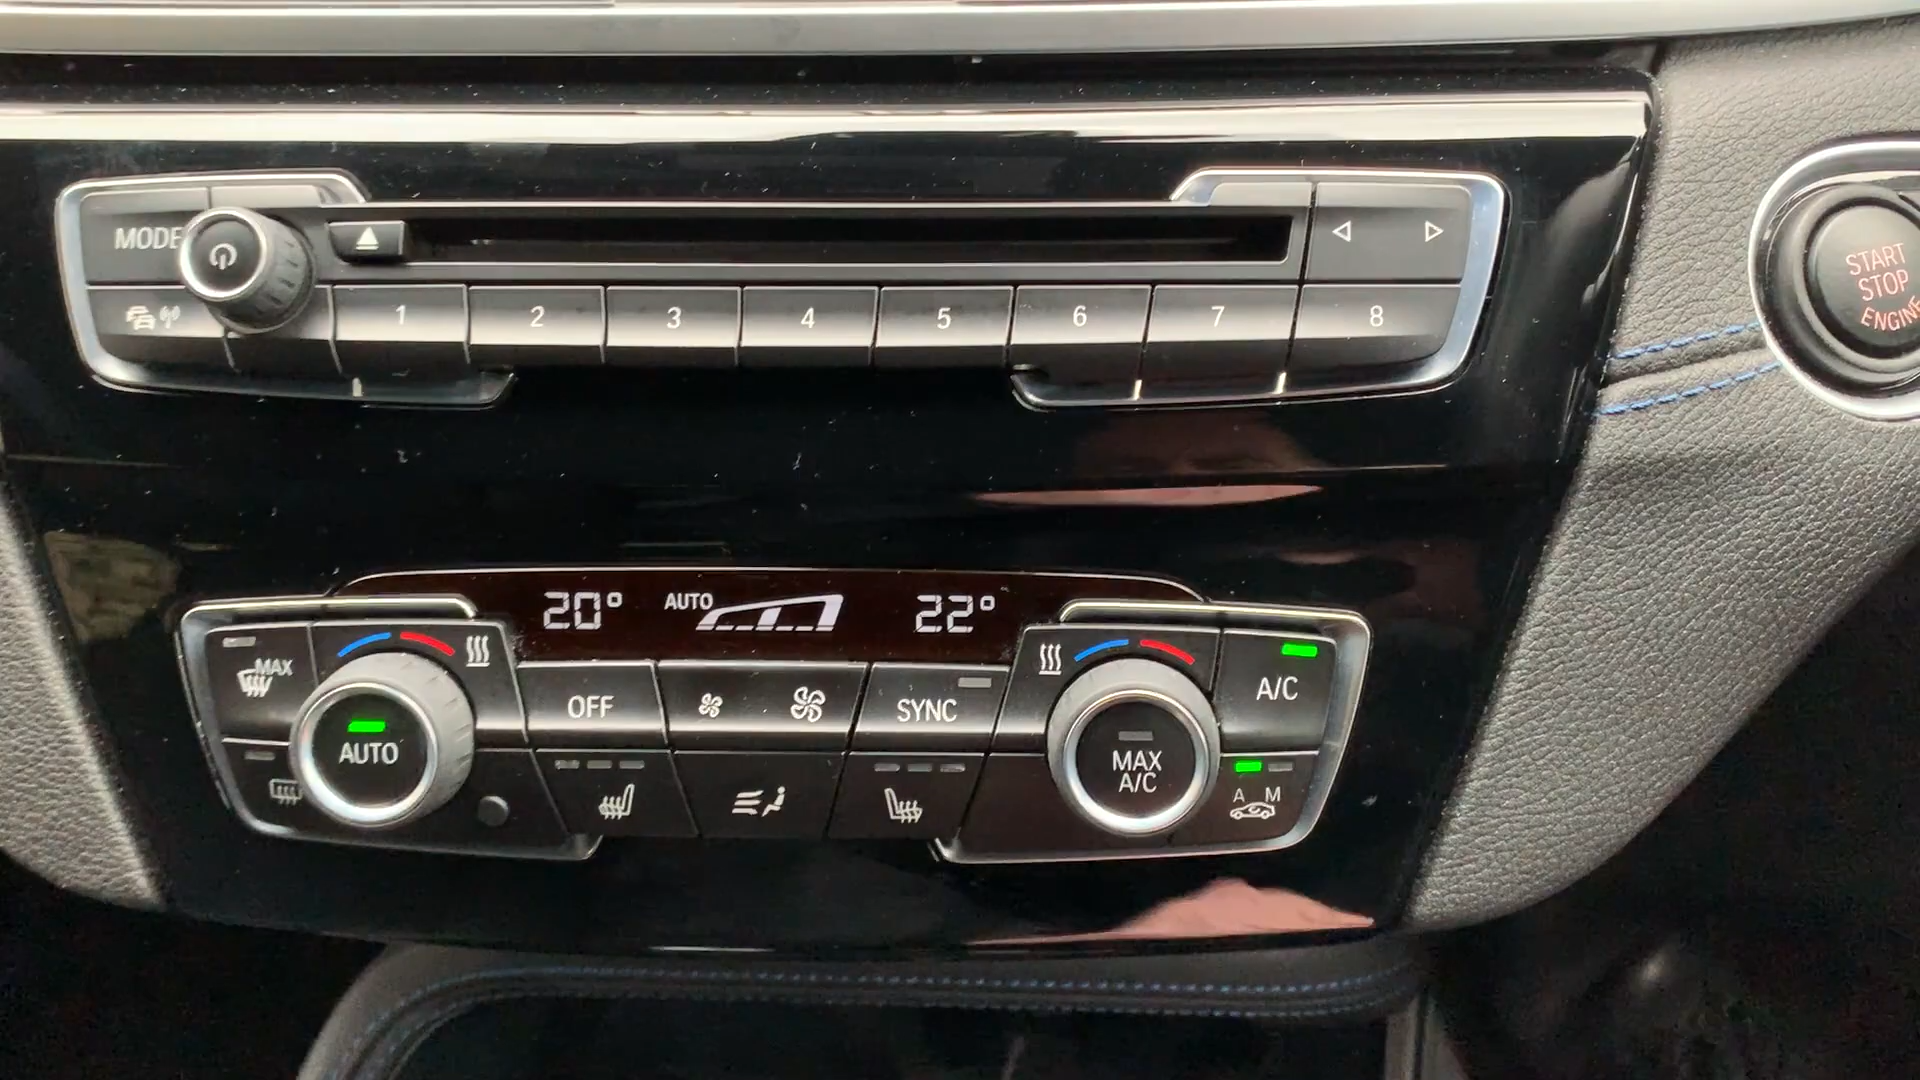 MODE
1 2 3 4 5 6 7 8
START
STOP
ENGINE
20° AUTO 22°
MAX
OFF SYNC A/C
AUTO MAX
A/C
A M